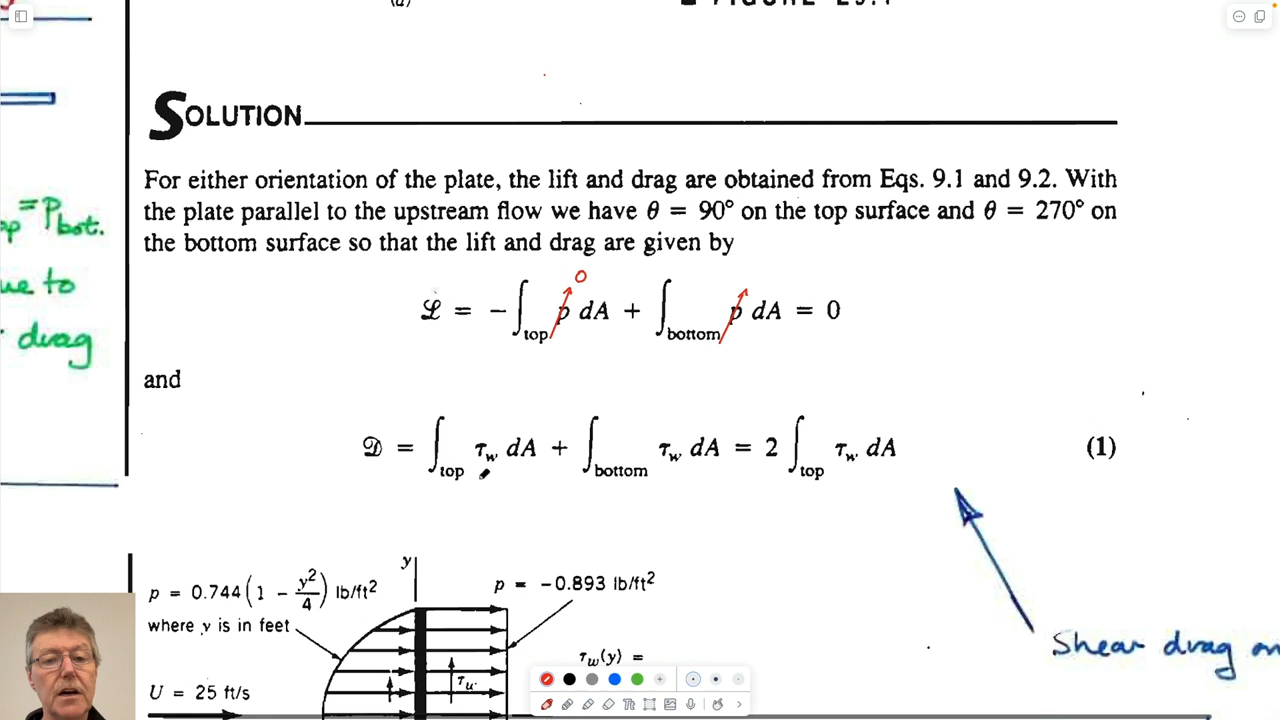 (a)
SOLUTION
For either orientation of the plate, the lift and drag are obtained from Eqs. 9.1 and 9.2. With
the plate parallel to the upstream flow we have θ = 90° on the top surface and θ = 270° on
the bottom surface so that the lift and drag are given by
= P bot.
ℒ = −∫top p dA + ∫bottom p dA = 0
0
drag
and
𝒟 = ∫top τw dA + ∫bottom τw dA = 2 ∫top τw dA (1)
Shear drag on
y
p = 0.744(1 − y²/4) lb/ft²
where y is in feet
p = −0.893 lb/ft²
τw(y) =
U = 25 ft/s